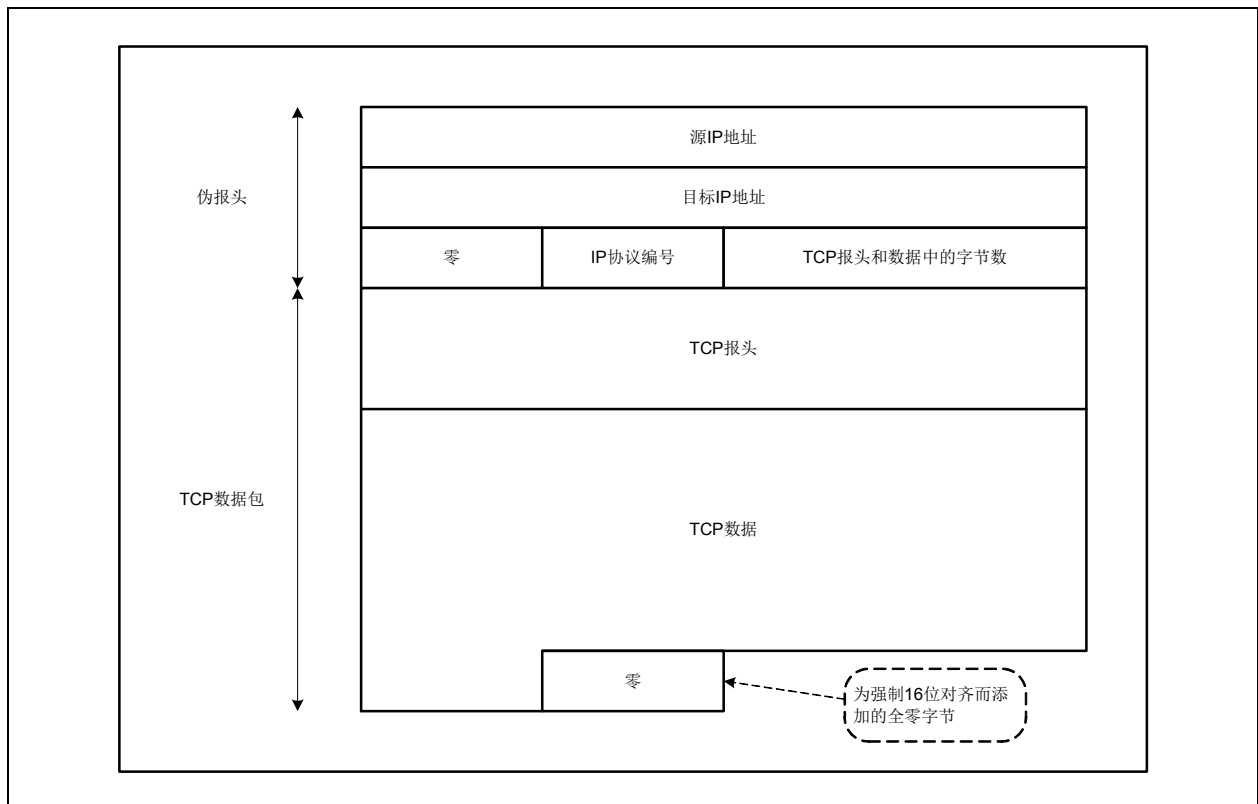 源IP地址
伪报头
目标IP地址
零
IP协议编号
TCP报头和数据中的字节数
TCP报头
TCP数据包
TCP数据
零
为强制16位对齐而添
加的全零字节